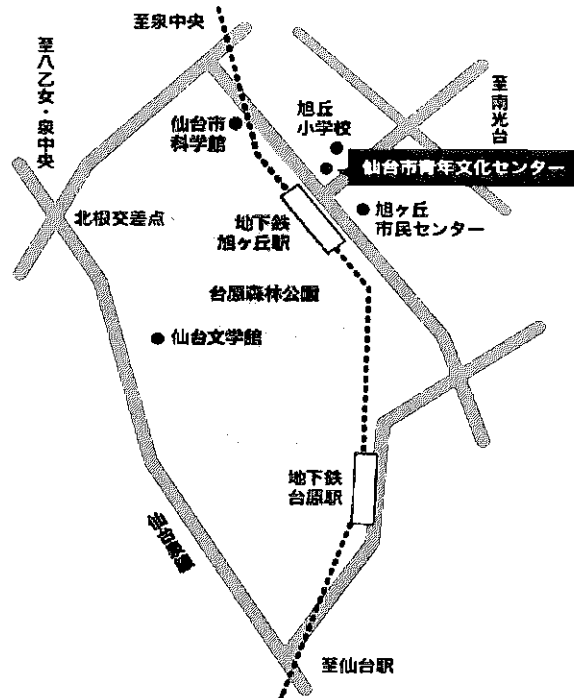 至泉中央
至八乙女・泉中央
旭丘
小学校
至南光台
仙台市
科学館
仙台市青年文化センター
北根交差点
地下鉄
旭ヶ丘駅
旭ヶ丘
市民センター
台原森林公園
仙台文学館
地下鉄
台原駅
至仙台駅